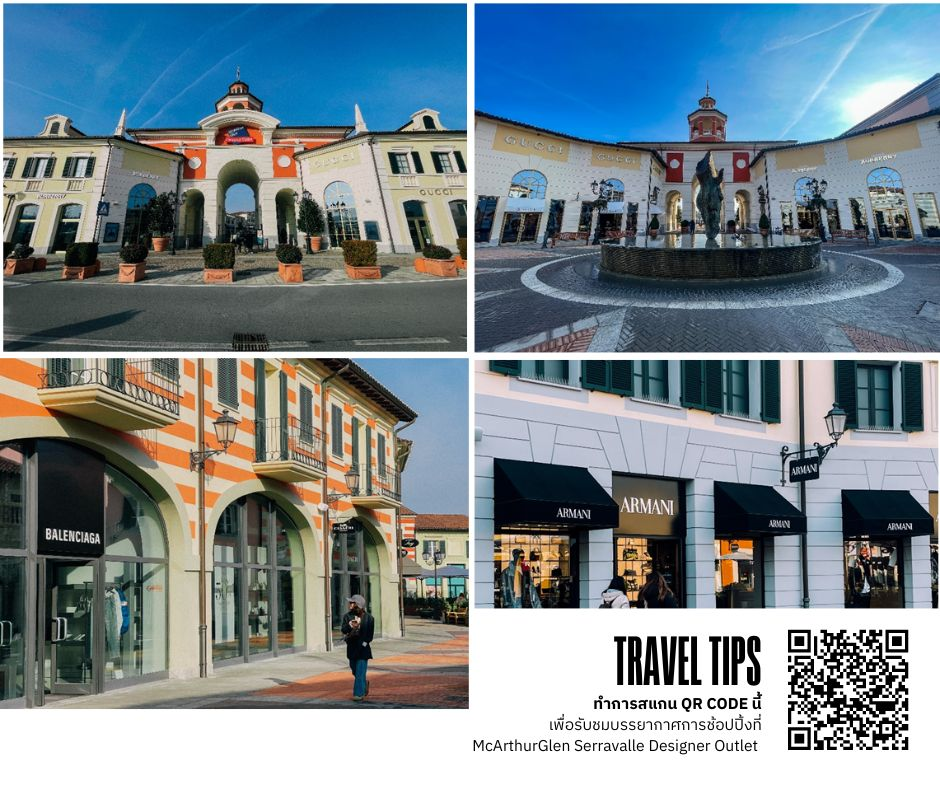 GUCCI
GUCCI
GUCCI
BURBERRY
BALENCIAGA
ARMANI
ARMANI
ARMANI
ARMANI
ARMANI
TRAVEL TIPS
ทำการสแกน QR CODE นี้
เพื่อรับชมบรรยากาศการช้อปปิ้งที่
McArthurGlen Serravalle Designer Outlet